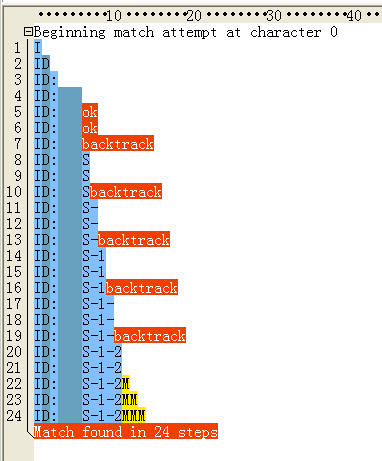 10 20 30 40
Beginning match attempt at character 0
1 I
2 ID
3 ID:
4 ID:
5 ID: ok
6 ID: ok
7 ID: backtrack
8 ID: S
9 ID: S
10 ID: Sbacktrack
11 ID: S-
12 ID: S-
13 ID: S-backtrack
14 ID: S-1
15 ID: S-1
16 ID: S-1backtrack
17 ID: S-1-
18 ID: S-1-
19 ID: S-1-backtrack
20 ID: S-1-2
21 ID: S-1-2
22 ID: S-1-2M
23 ID: S-1-2MM
24 ID: S-1-2MMM
Match found in 24 steps